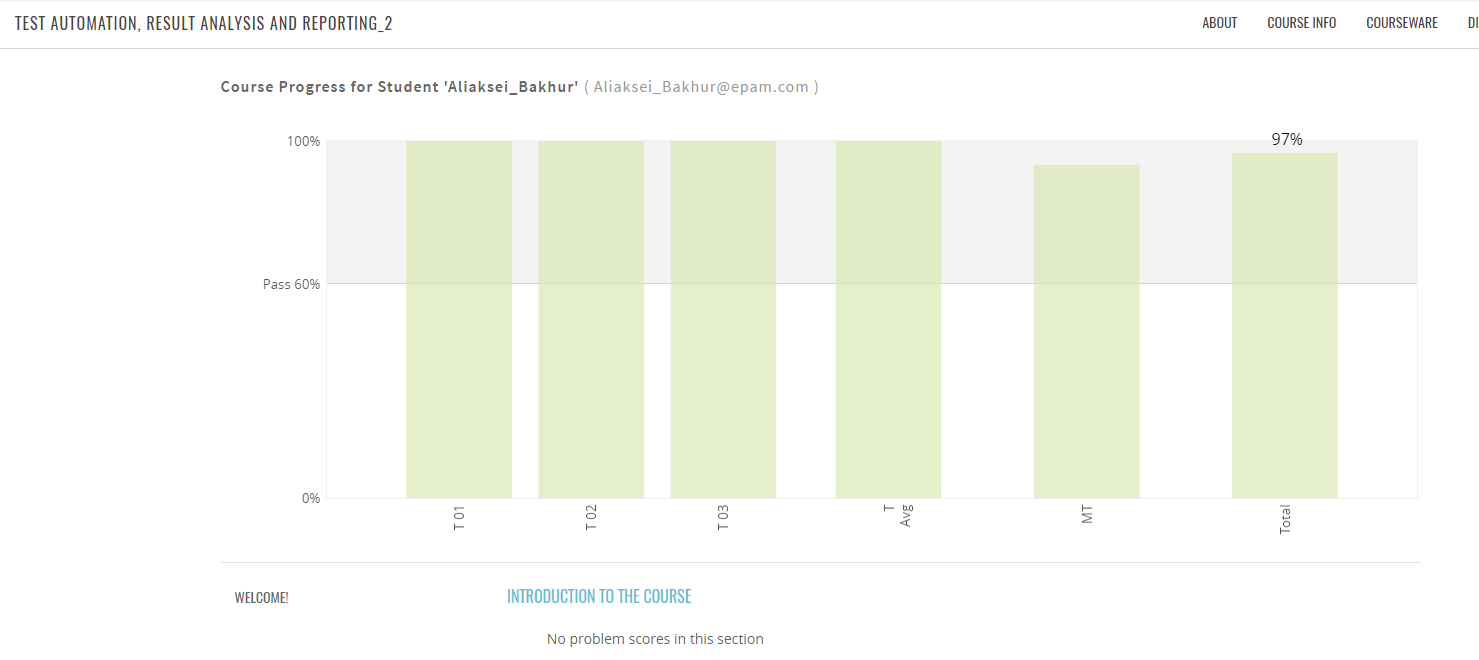 TEST AUTOMATION, RESULT ANALYSIS AND REPORTING_2
ABOUT COURSE INFO COURSEWARE
Course Progress for Student 'Aliaksei_Bakhur' ( Aliaksei_Bakhur@epam.com )
97%
100%
Pass 60%
0%
T 01
T 02
T 03
T
Avg
MT
Total
WELCOME!
INTRODUCTION TO THE COURSE
No problem scores in this section